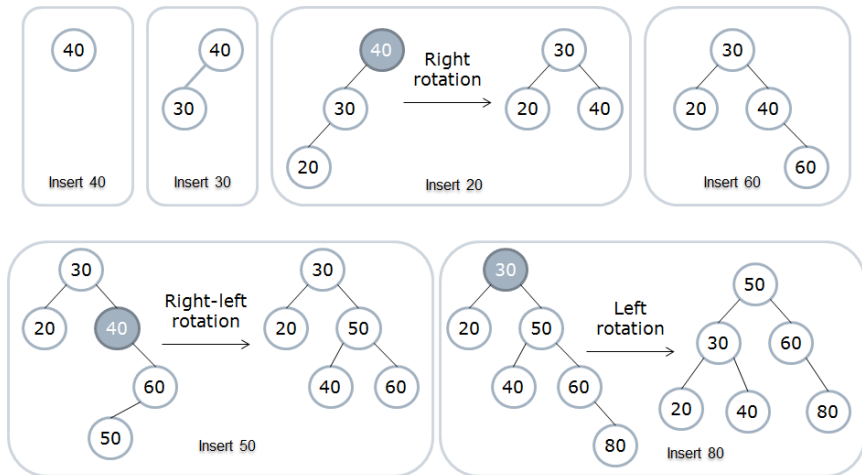 40
Insert 40
40
30
Insert 30
40
30
20
Right
rotation
30
20 40
Insert 20
30
20 40
60
Insert 60
30
20 40
60
50
Right-left
rotation
30
20 50
40 60
Insert 50
30
20 50
40 60
80
Left
rotation
50
30 60
20 40 80
Insert 80